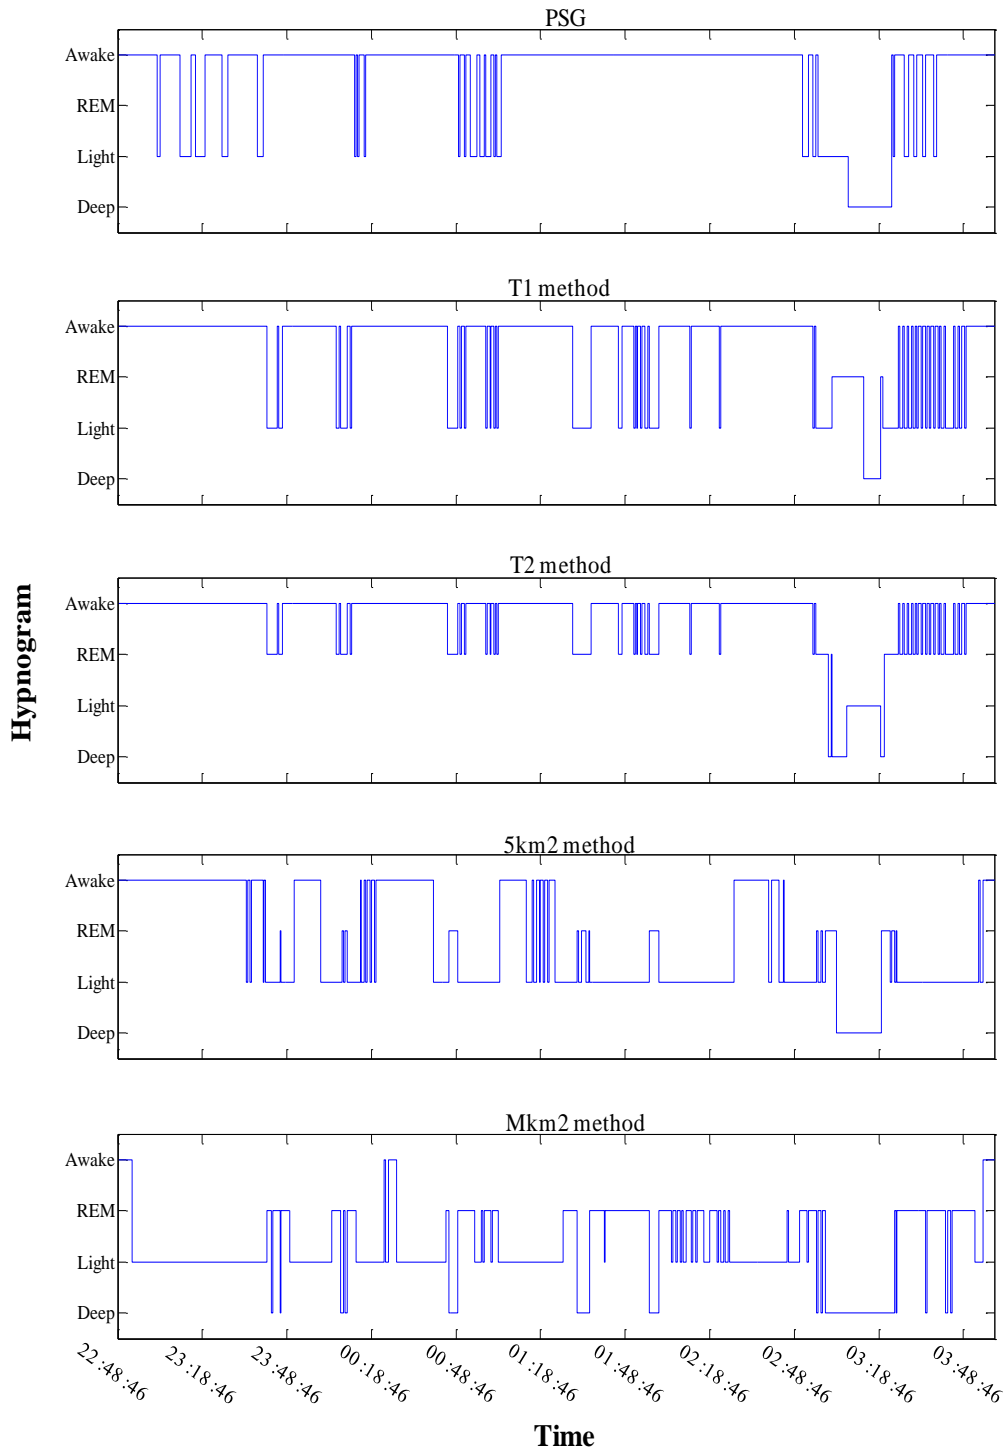 PSG
Awake
REM
Light
Deep
T1 method
Awake
REM
Light
Deep
T2 method
Awake
REM
Light
Deep
Hypnogram
5km2 method
Awake
REM
Light
Deep
Mkm2 method
Awake
REM
Light
Deep
22:48:46 23:18:46 23:48:46 00:18:46 00:48:46 01:18:46 01:48:46 02:18:46 02:48:46 03:18:46 03:48:46
Time